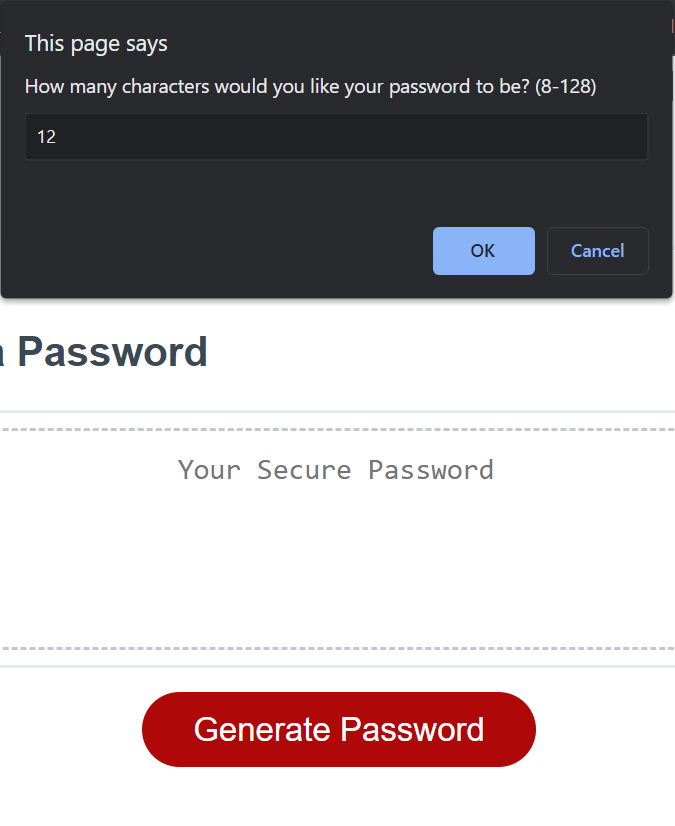 This page says
How many characters would you like your password to be? (8-128)
12
OK
Cancel
a Password
Your Secure Password
Generate Password